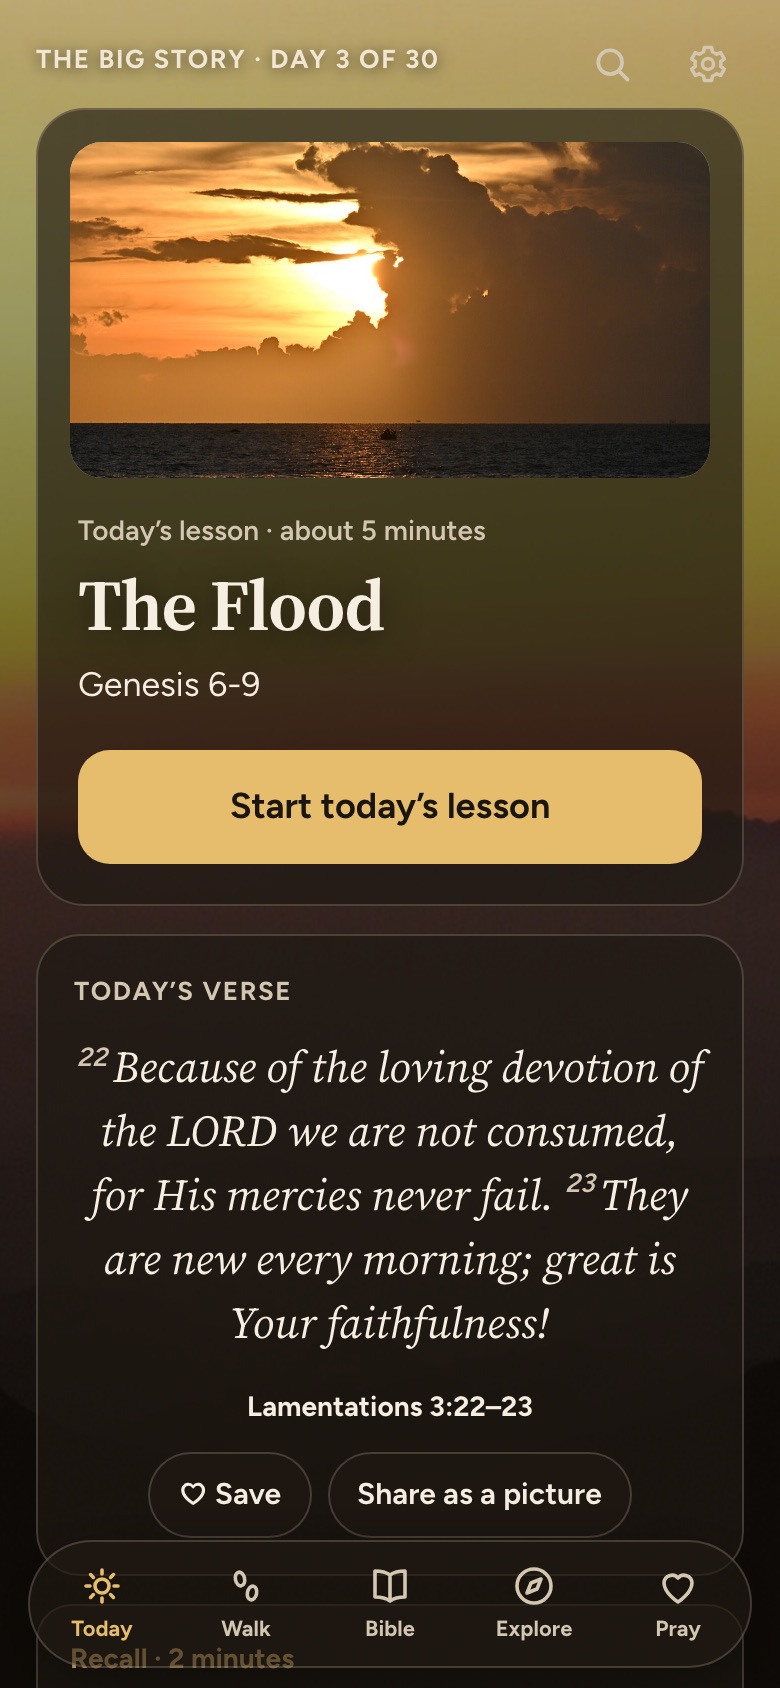 THE BIG STORY · DAY 3 OF 30
Today’s lesson · about 5 minutes
The Flood
Genesis 6-9
Start today’s lesson
TODAY’S VERSE
22 Because of the loving devotion of
the LORD we are not consumed,
for His mercies never fail. 23 They
are new every morning; great is
Your faithfulness!
Lamentations 3:22–23
Save
Share as a picture
Today
Walk
Bible
Explore
Pray
Recall · 2 minutes